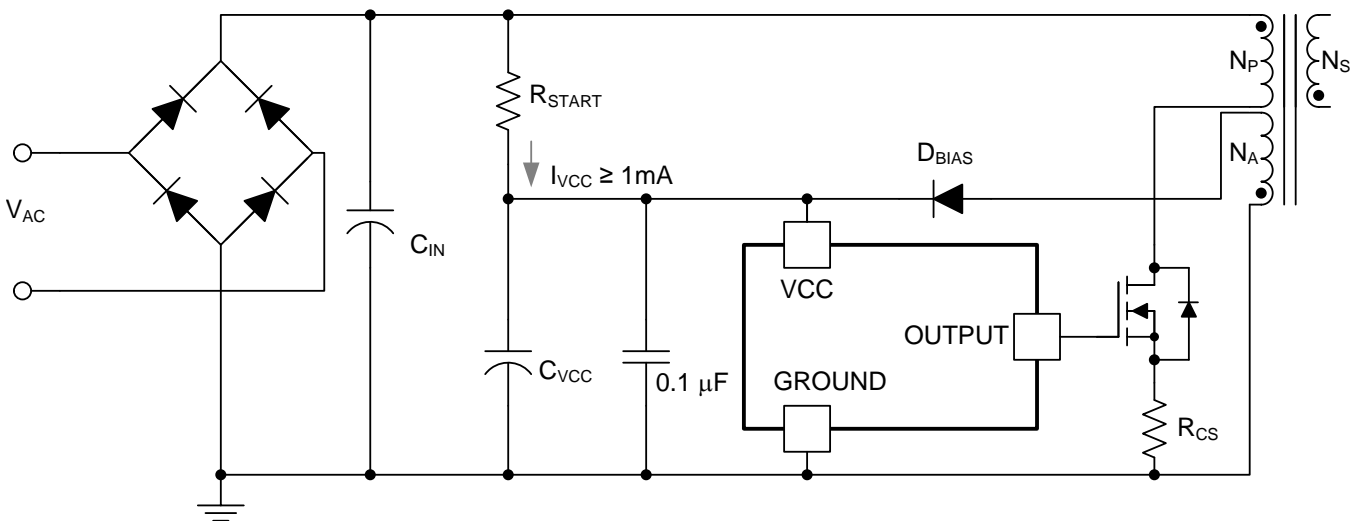 N_P
N_S
R_START
D_BIAS
N_A
I_VCC ≥ 1mA
V_AC
C_IN
VCC
OUTPUT
C_VCC
0.1 μF
GROUND
R_CS